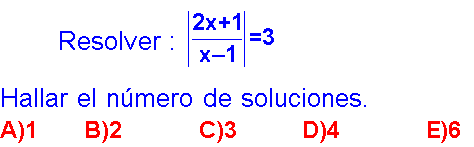 Resolver : |2x+1/x–1|=3
Hallar el número de soluciones.
A)1 B)2 C)3 D)4 E)6